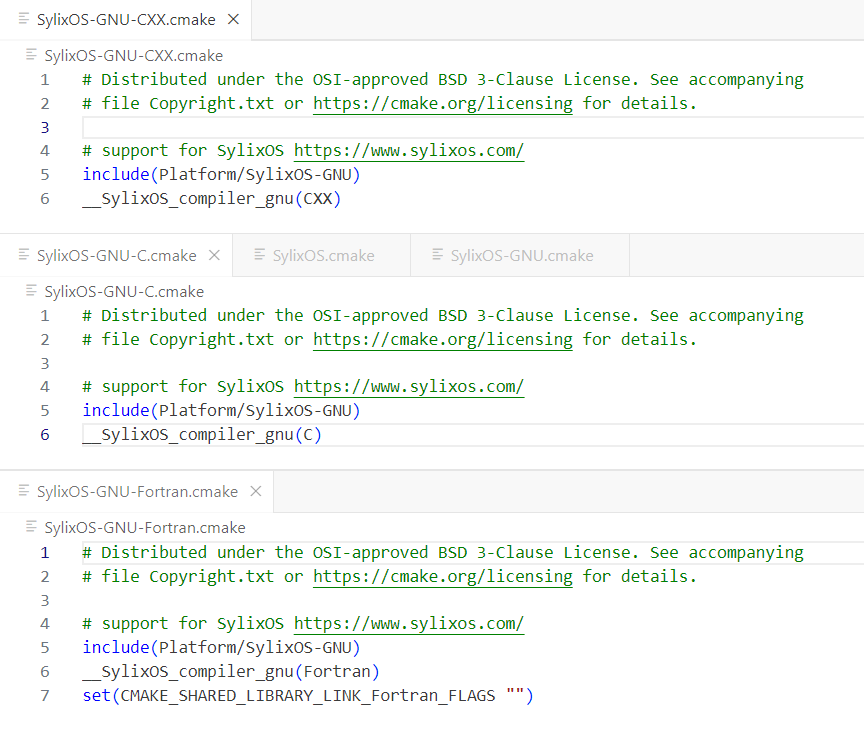 SylixOS-GNU-CXX.cmake
SylixOS-GNU-CXX.cmake
1 # Distributed under the OSI-approved BSD 3-Clause License. See accompanying
2 # file Copyright.txt or https://cmake.org/licensing for details.
3
4 # support for SylixOS https://www.sylixos.com/
5 include(Platform/SylixOS-GNU)
6 __SylixOS_compiler_gnu(CXX)
SylixOS-GNU-C.cmake SylixOS.cmake SylixOS-GNU.cmake
SylixOS-GNU-C.cmake
1 # Distributed under the OSI-approved BSD 3-Clause License. See accompanying
2 # file Copyright.txt or https://cmake.org/licensing for details.
3
4 # support for SylixOS https://www.sylixos.com/
5 include(Platform/SylixOS-GNU)
6 __SylixOS_compiler_gnu(C)
SylixOS-GNU-Fortran.cmake
SylixOS-GNU-Fortran.cmake
1 # Distributed under the OSI-approved BSD 3-Clause License. See accompanying
2 # file Copyright.txt or https://cmake.org/licensing for details.
3
4 # support for SylixOS https://www.sylixos.com/
5 include(Platform/SylixOS-GNU)
6 __SylixOS_compiler_gnu(Fortran)
7 set(CMAKE_SHARED_LIBRARY_LINK_Fortran_FLAGS "")